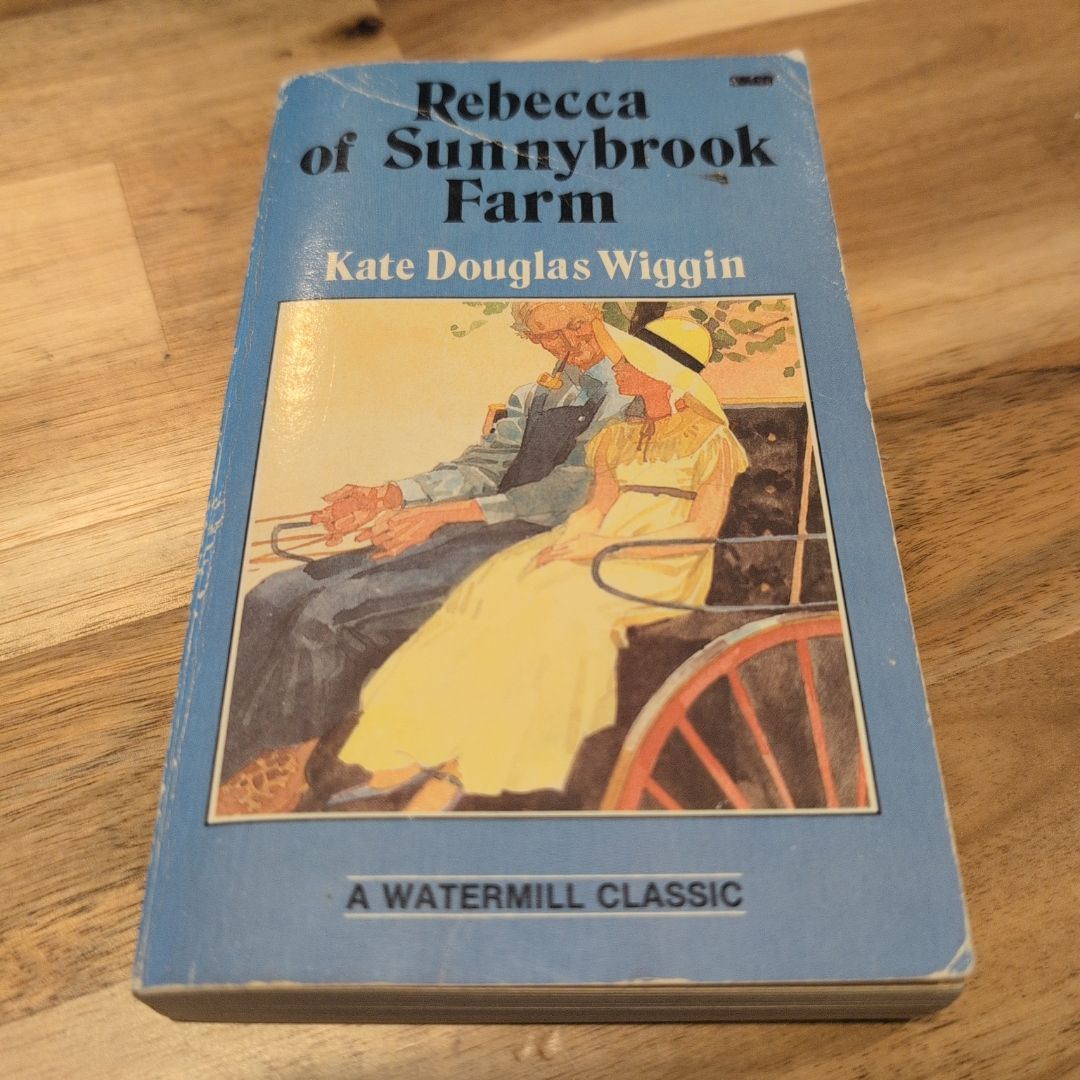 Rebecca
of Sunnybrook
Farm
Kate Douglas Wiggin
A WATERMILL CLASSIC